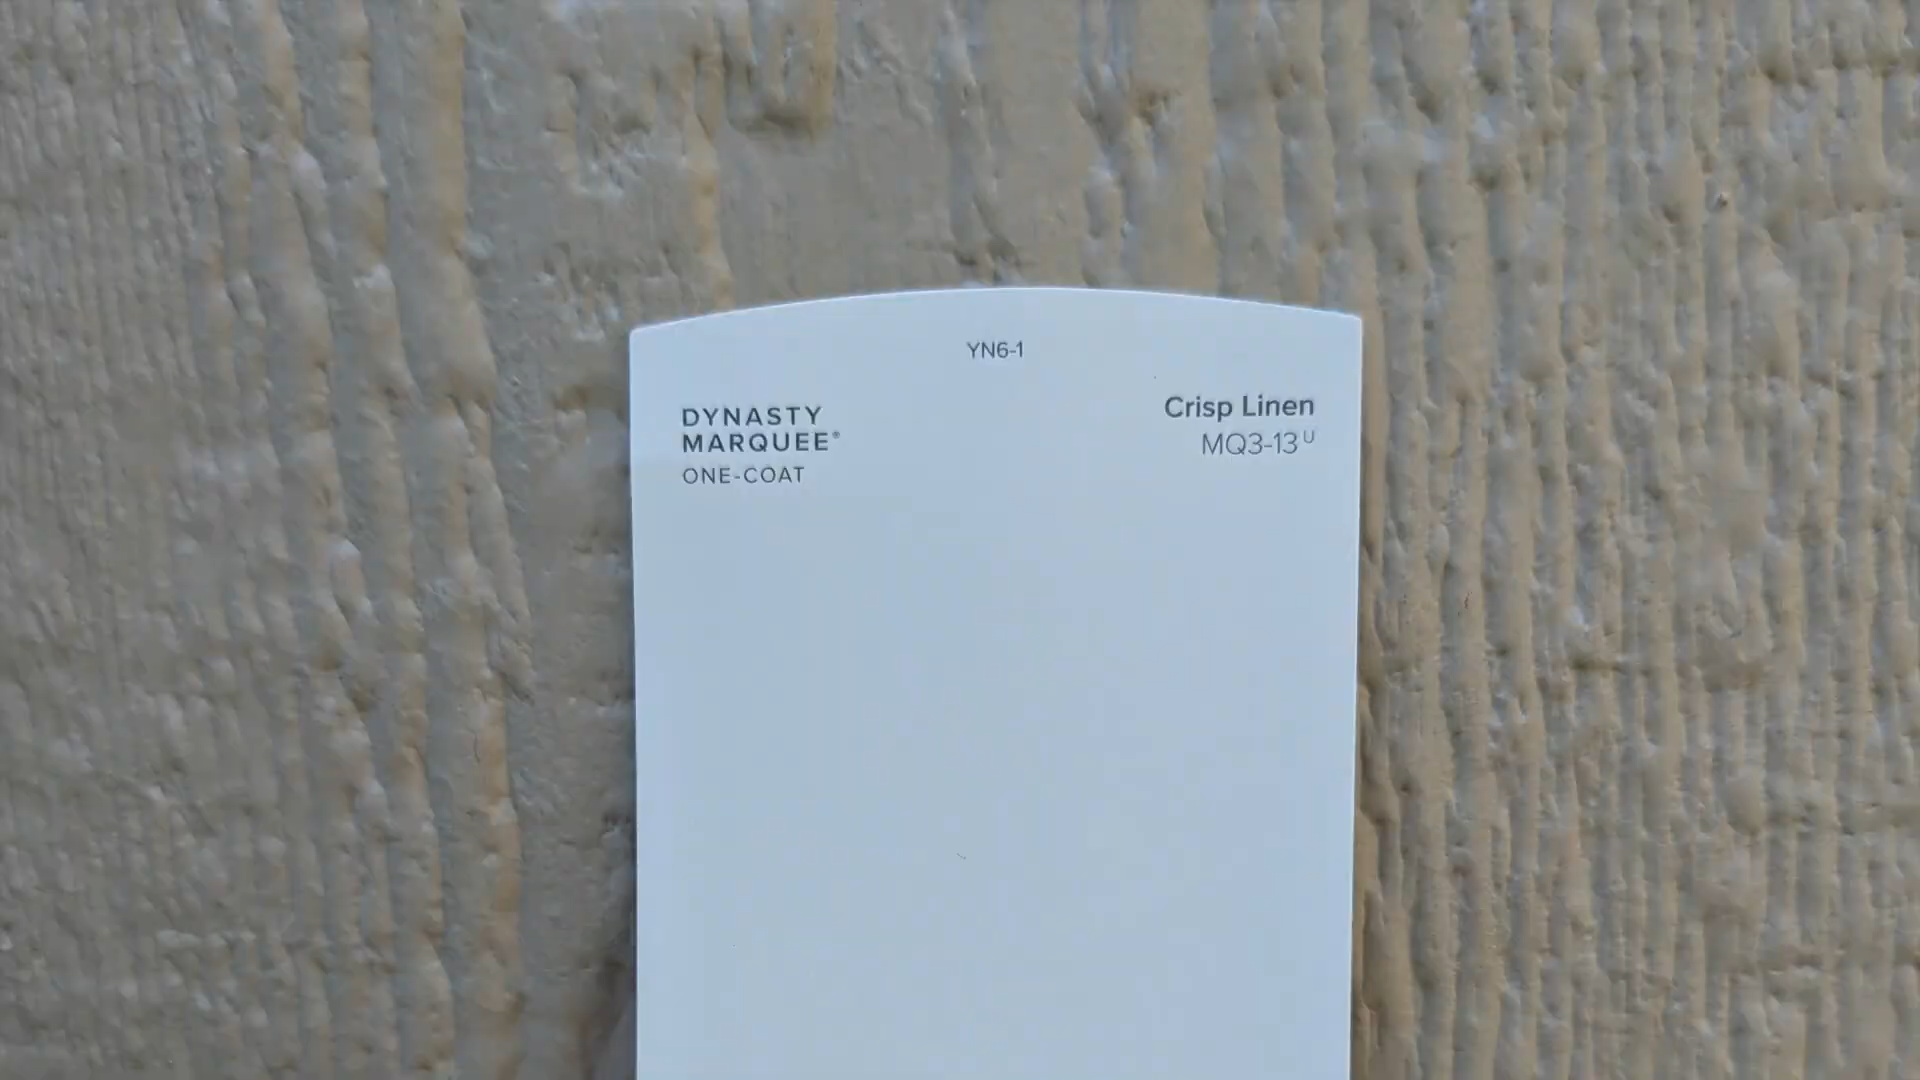 YN6-1
DYNASTY
MARQUEE®
ONE-COAT
Crisp Linen
MQ3-13ᵁ